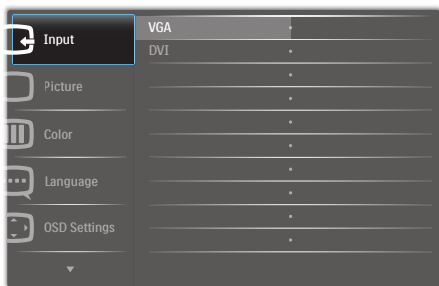 Input
Picture
Color
Language
OSD Settings
VGA
DVI